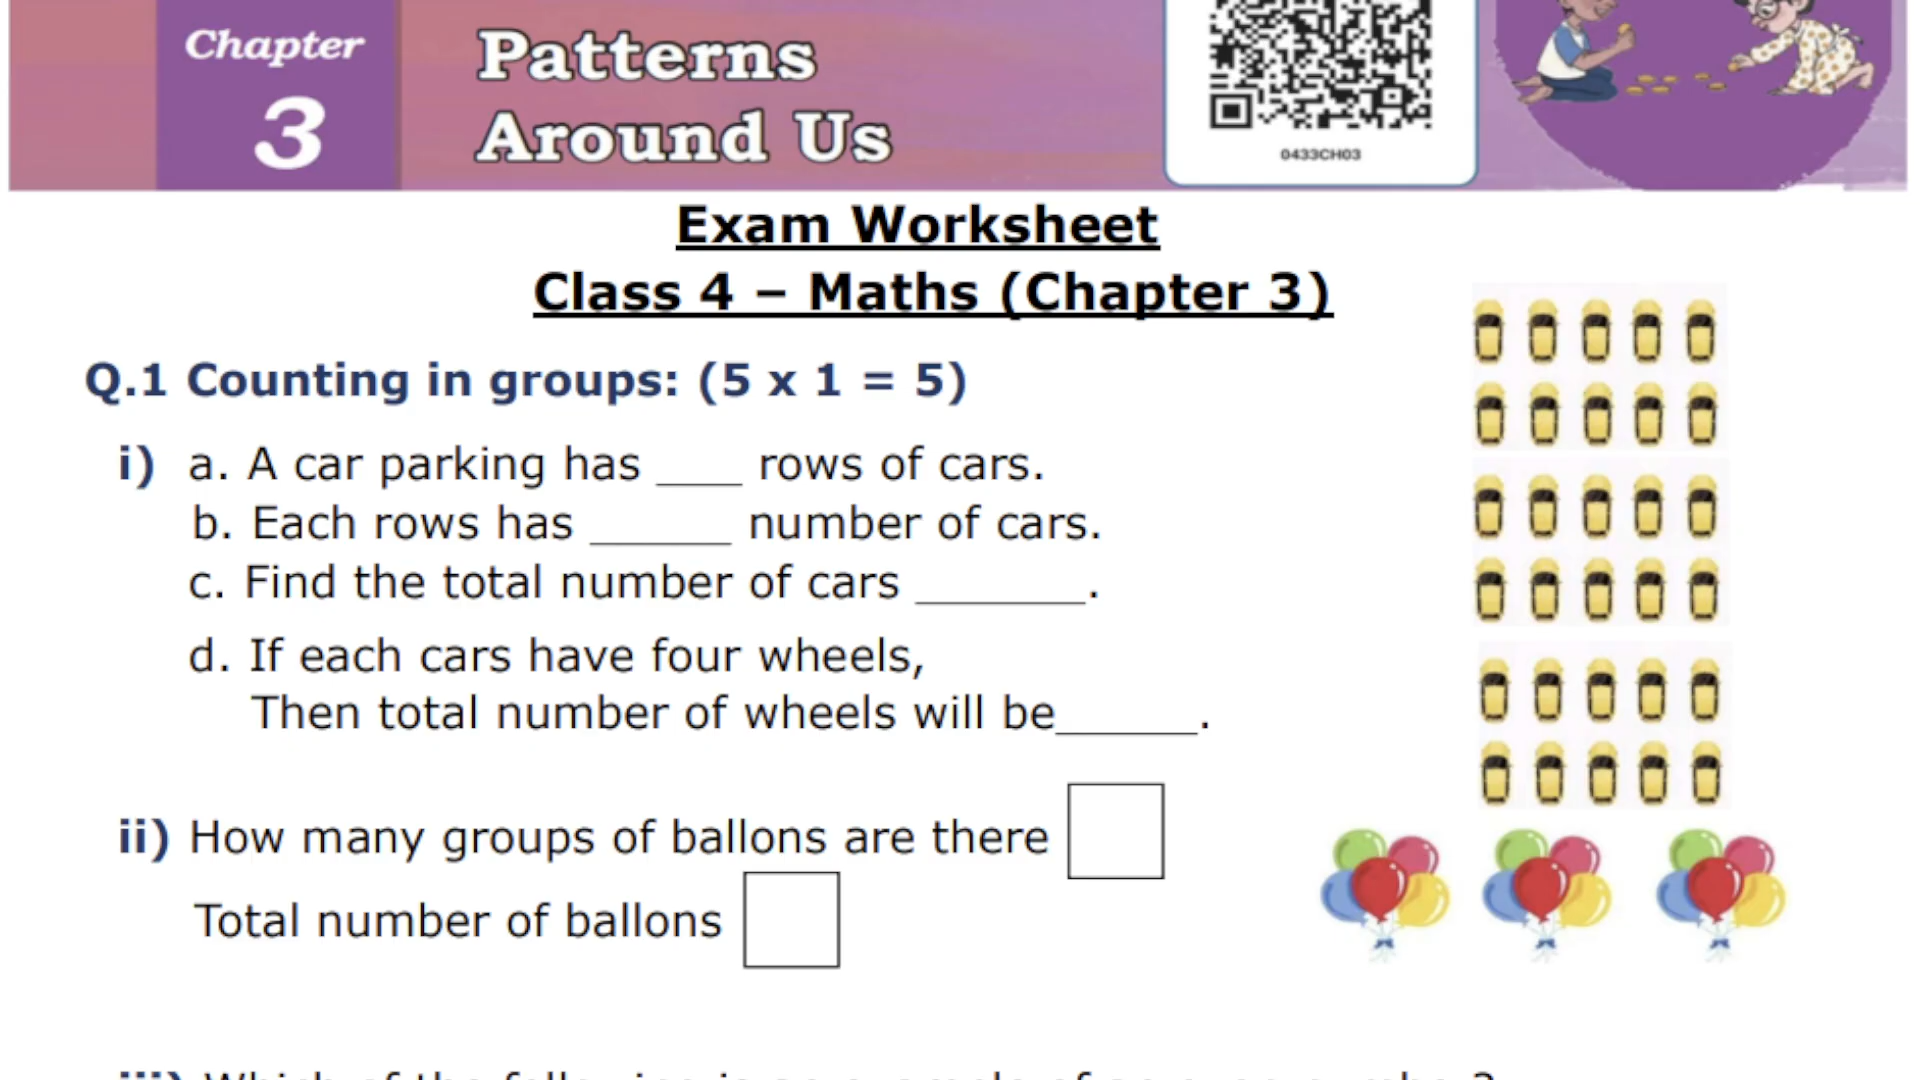 Chapter
3
Patterns
Around Us
0433CH03
Exam Worksheet
Class 4 – Maths (Chapter 3)
Q.1 Counting in groups: (5 x 1 = 5)
i) a. A car parking has ____ rows of cars.
b. Each rows has ______ number of cars.
c. Find the total number of cars _______.
d. If each cars have four wheels,
Then total number of wheels will be______.
ii) How many groups of ballons are there
Total number of ballons